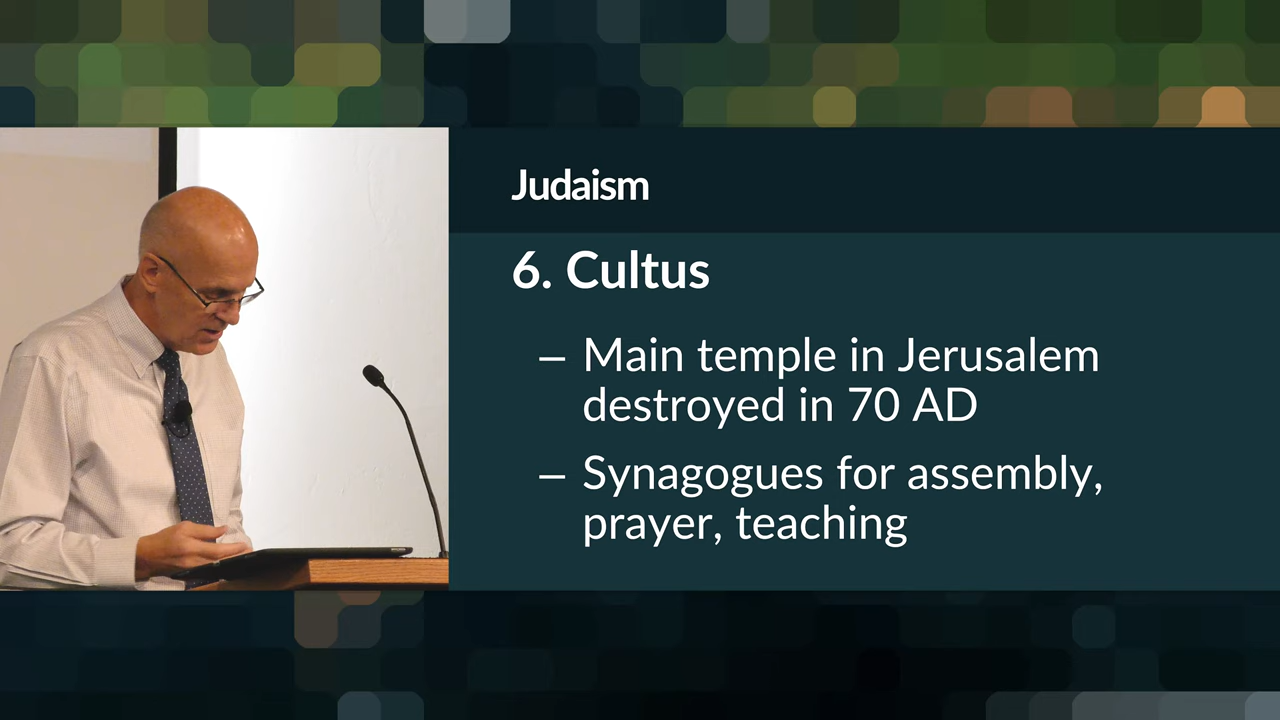 Judaism
6. Cultus
– Main temple in Jerusalem
destroyed in 70 AD
– Synagogues for assembly,
prayer, teaching